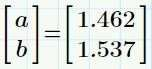 [a] = [1.462]
[b]   [1.537]